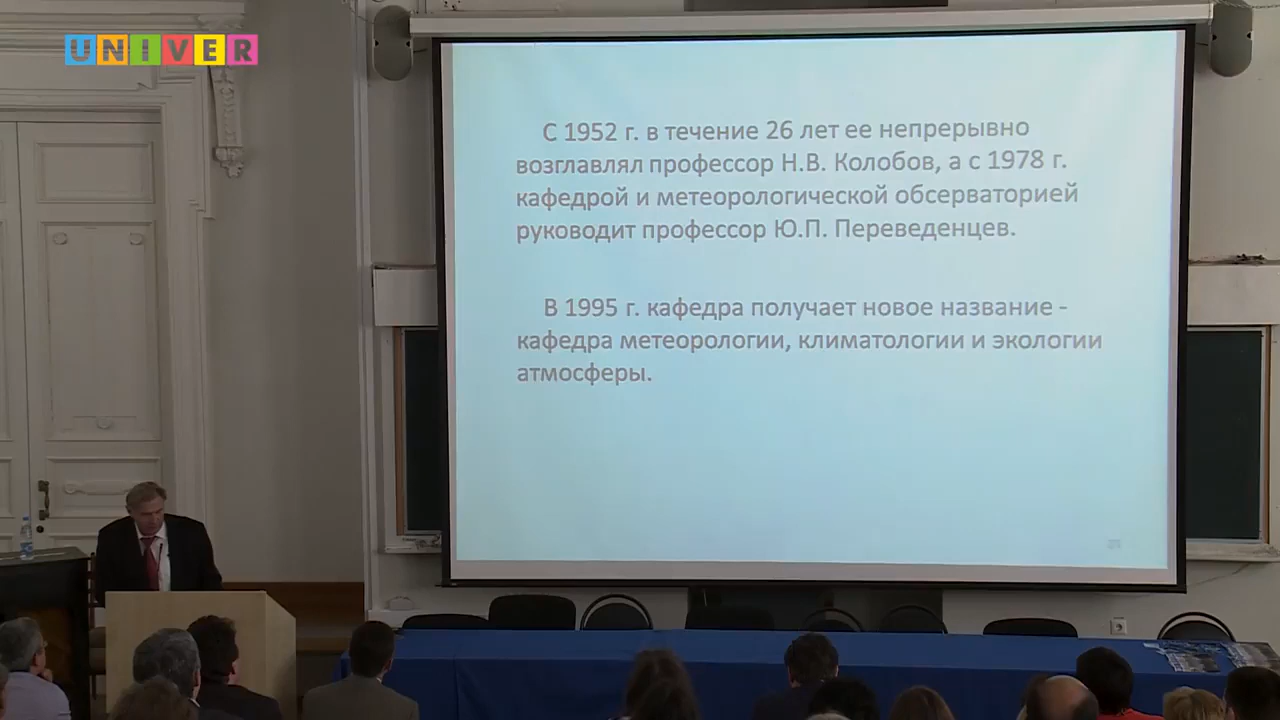 UNIVER
С 1952 г. в течение 26 лет ее непрерывно
возглавлял профессор Н.В. Колобов, а с 1978 г.
кафедрой и метеорологической обсерваторией
руководит профессор Ю.П. Переведенцев.
В 1995 г. кафедра получает новое название -
кафедра метеорологии, климатологии и экологии
атмосферы.